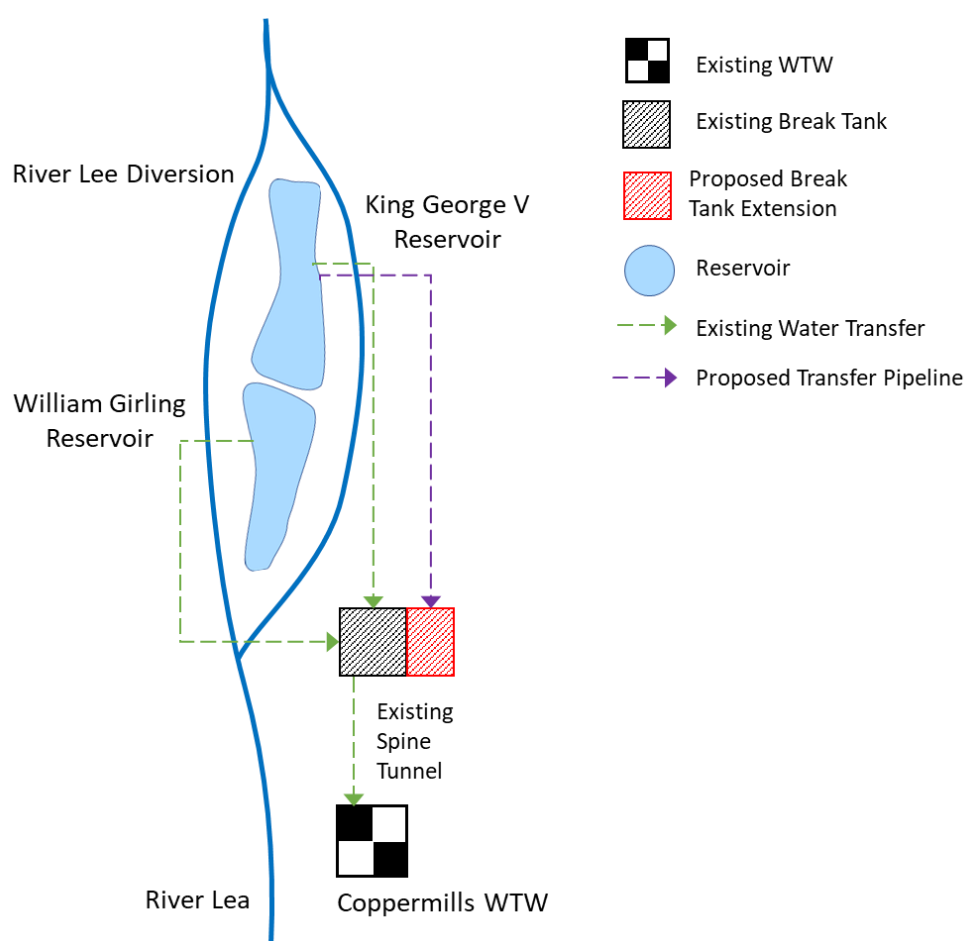 River Lee Diversion
King George V
Reservoir
William Girling
Reservoir
Existing
Spine
Tunnel
River Lea
Coppermills WTW
Existing WTW
Existing Break Tank
Proposed Break
Tank Extension
Reservoir
Existing Water Transfer
Proposed Transfer Pipeline